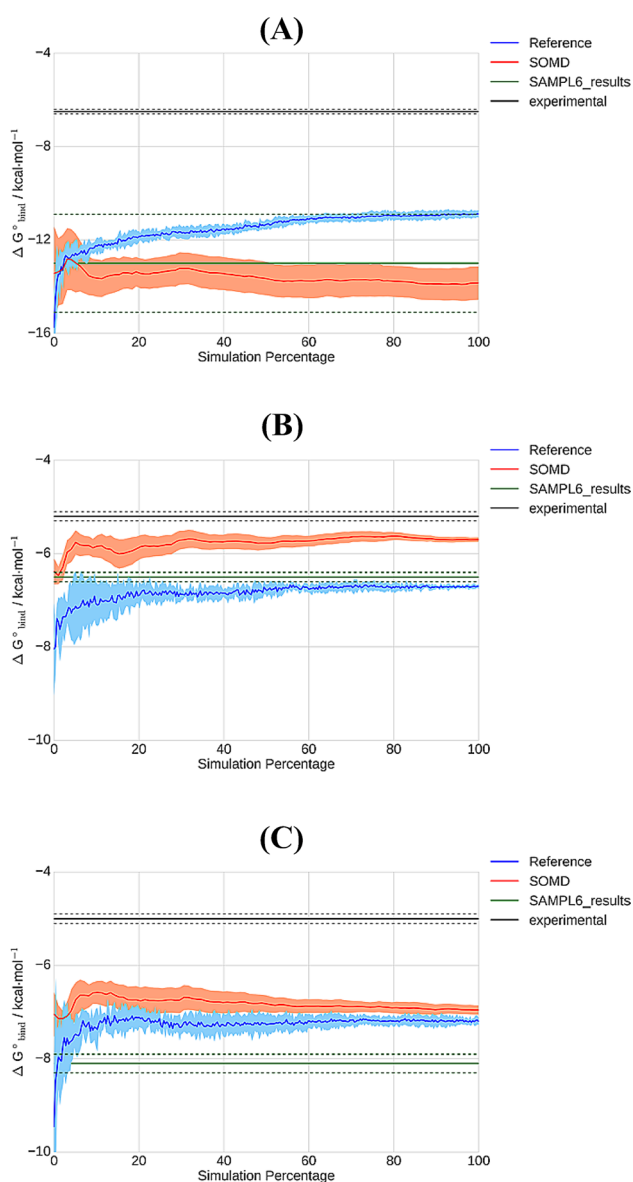 (A)
Reference
SOMD
SAMPL6_results
experimental
−4
−8
−12
−16
Δ G° bind / kcal·mol⁻¹
0 20 40 60 80 100
Simulation Percentage
(B)
Reference
SOMD
SAMPL6_results
experimental
−4
−6
−8
−10
Δ G° bind / kcal·mol⁻¹
0 20 40 60 80 100
Simulation Percentage
(C)
Reference
SOMD
SAMPL6_results
experimental
−4
−6
−8
−10
Δ G° bind / kcal·mol⁻¹
0 20 40 60 80 100
Simulation Percentage